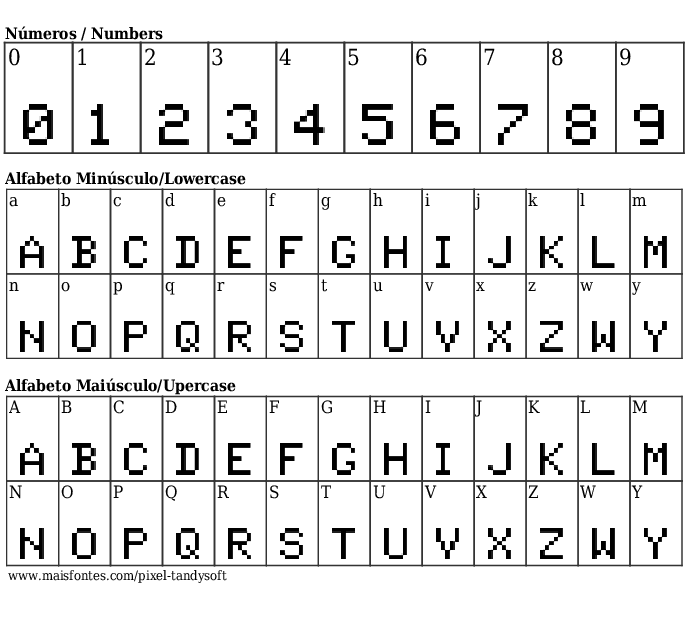 Números / Numbers
0 1 2 3 4 5 6 7 8 9
0 1 2 3 4 5 6 7 8 9
Alfabeto Minúsculo/Lowercase
a b c d e f g h i j k l m
A B C D E F G H I J K L M
n o p q r s t u v x z w y
N O P Q R S T U V X Z W Y
Alfabeto Maiúsculo/Upercase
A B C D E F G H I J K L M
A B C D E F G H I J K L M
N O P Q R S T U V X Z W Y
N O P Q R S T U V X Z W Y
www.maisfontes.com/pixel-tandysoft